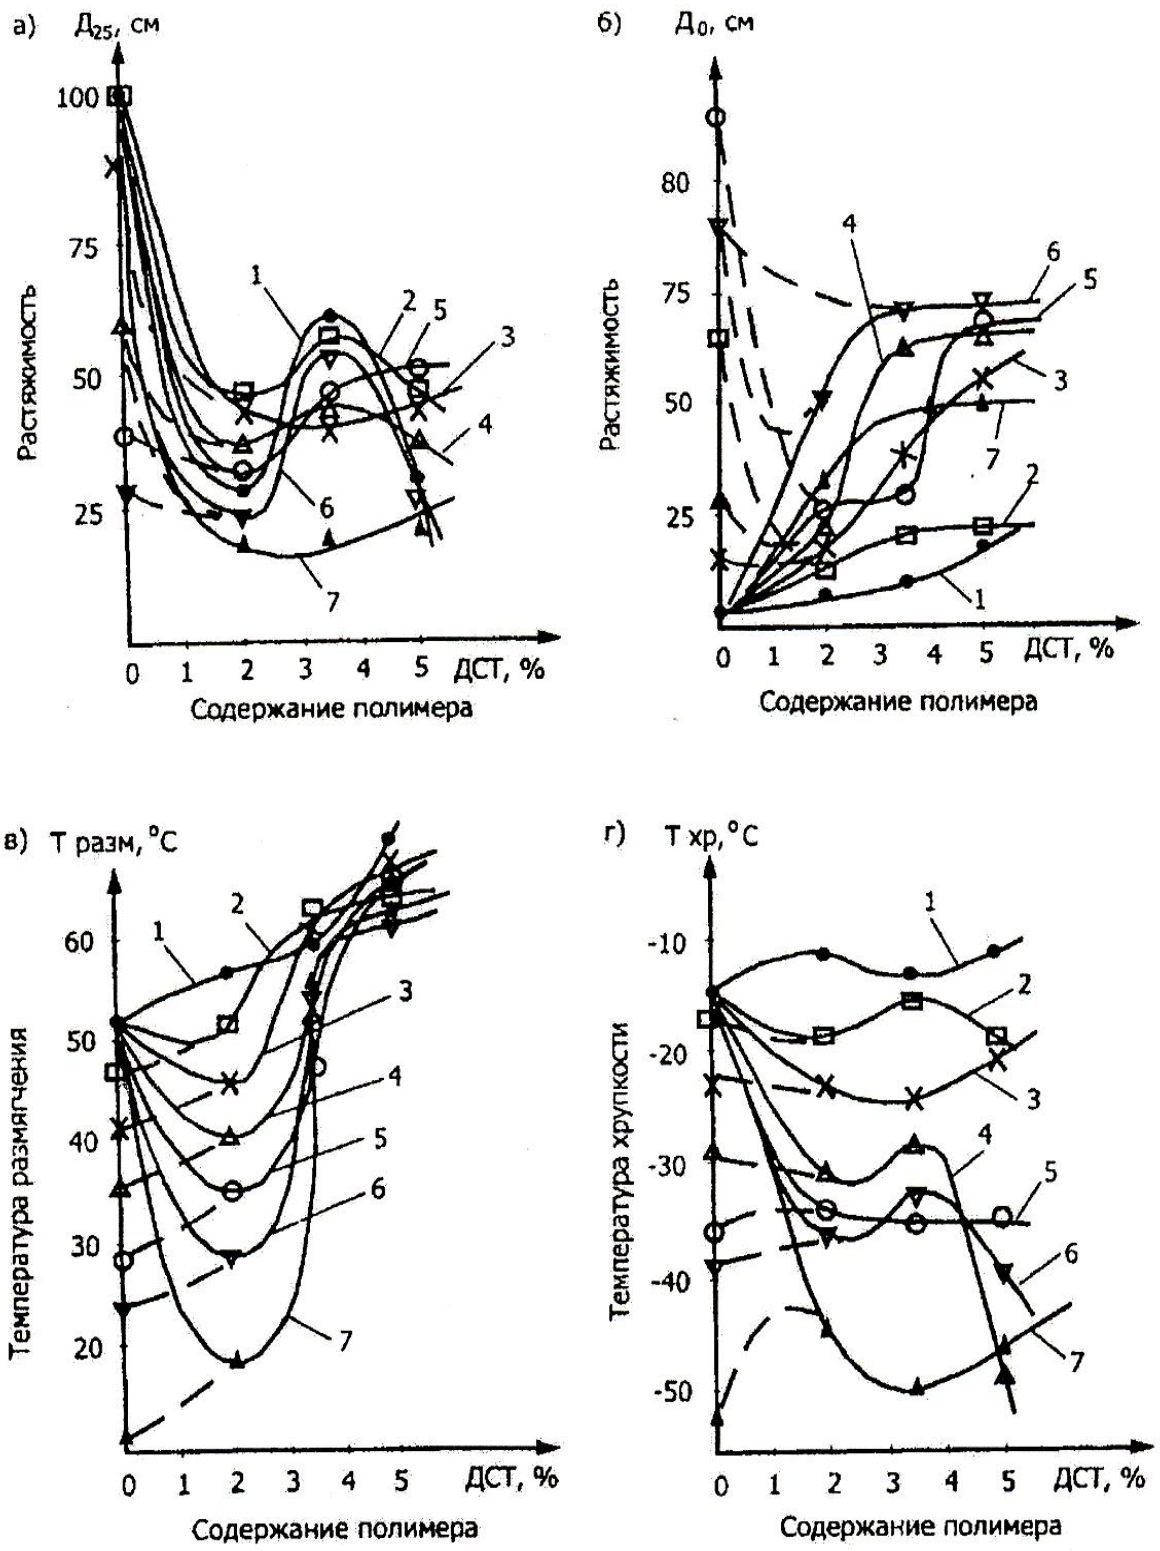 а) Д25, см
100
75
50
25
Растяжимость
1
2
5
3
4
6
7
0 1 2 3 4 5 ДСТ, %
Содержание полимера
б) Д0, см
80
75
50
25
Растяжимость
4
6
5
3
7
2
1
0 1 2 3 4 5 ДСТ, %
Содержание полимера
в) Т разм, °С
60
50
40
30
20
Температура размягчения
1
2
3
4
5
6
7
0 1 2 3 4 5 ДСТ, %
Содержание полимера
г) Т хр, °С
-10
-20
-30
-40
-50
Температура хрупкости
1
2
3
4
5
6
7
0 1 2 3 4 5 ДСТ, %
Содержание полимера